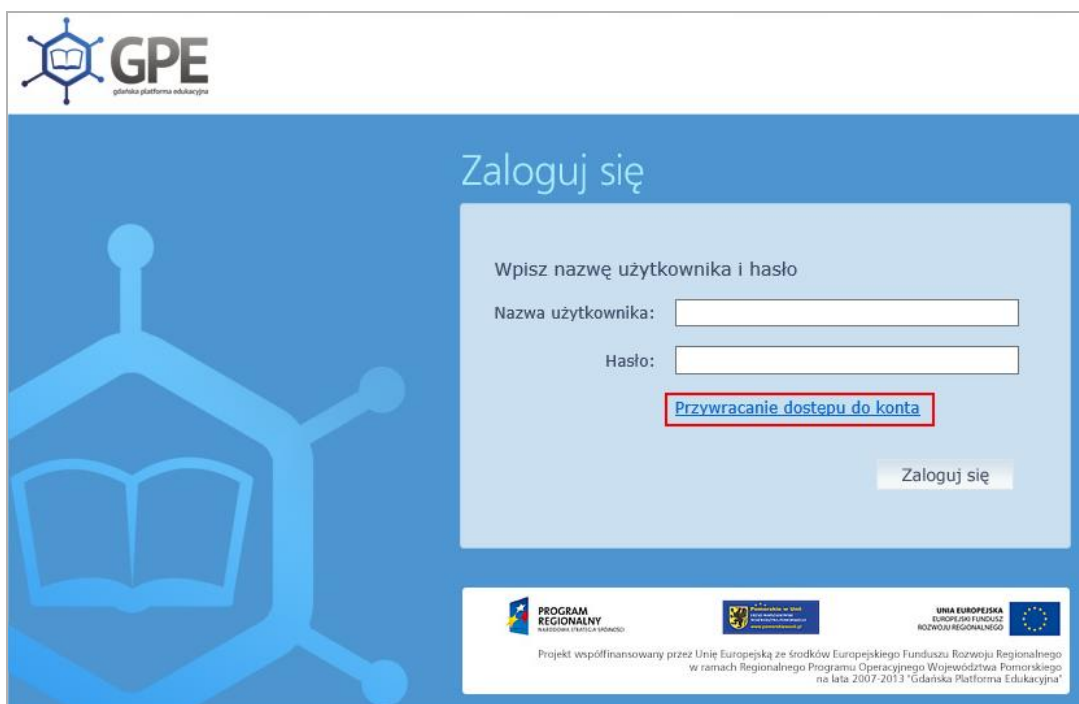 GPE
gdańska platforma edukacyjna
Zaloguj się
Wpisz nazwę użytkownika i hasło
Nazwa użytkownika:
Hasło:
Przywracanie dostępu do konta
Zaloguj się
PROGRAM
REGIONALNY
NARODOWA STRATEGIA SPÓJNOŚCI
Pomorskie w Unii
UNIA EUROPEJSKA
EUROPEJSKI FUNDUSZ
ROZWOJU REGIONALNEGO
Projekt współfinansowany przez Unię Europejską ze środków Europejskiego Funduszu Rozwoju Regionalnego
w ramach Regionalnego Programu Operacyjnego Województwa Pomorskiego
na lata 2007-2013 "Gdańska Platforma Edukacyjna"